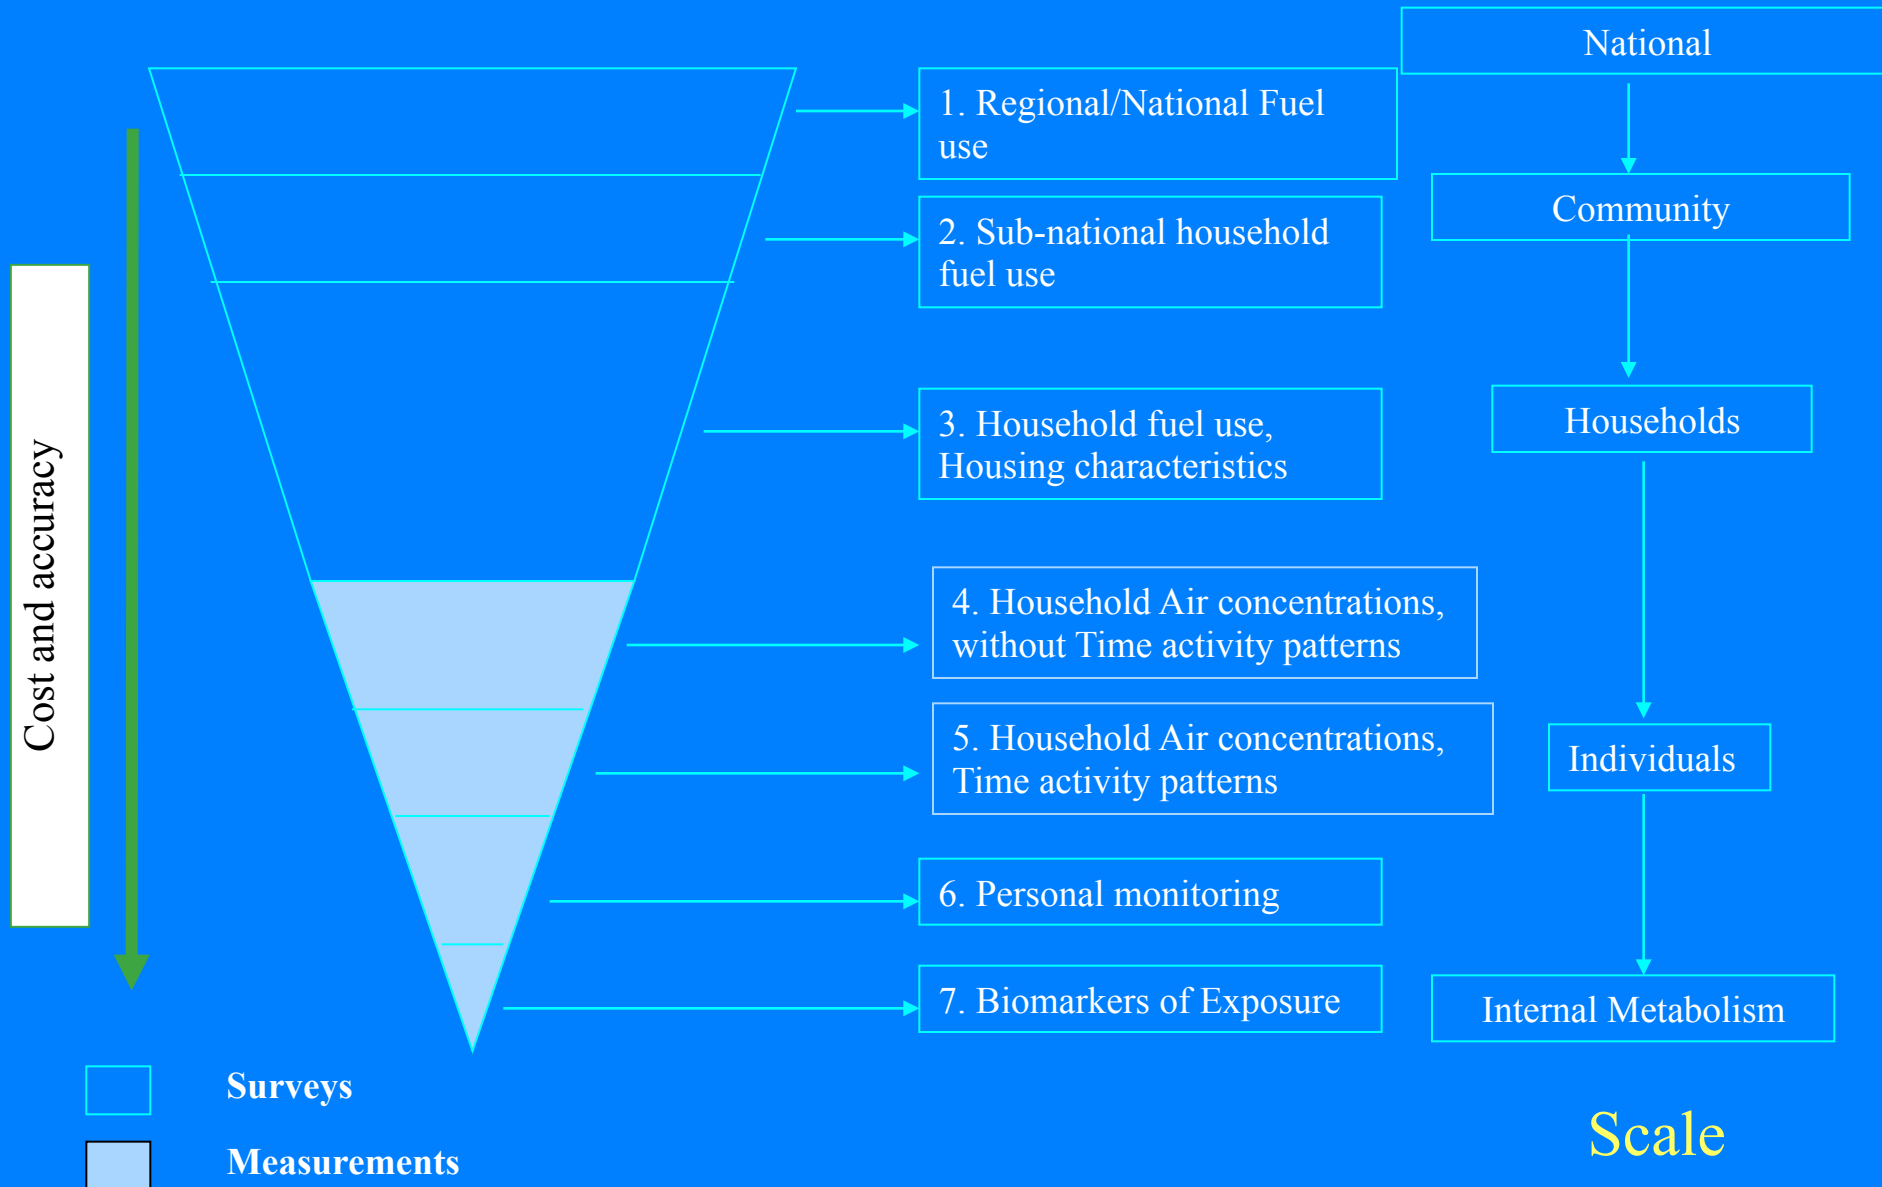 National
1. Regional/National Fuel
use
Community
2. Sub-national household
fuel use
Cost and accuracy
3. Household fuel use,
Housing characteristics
Households
4. Household Air concentrations,
without Time activity patterns
5. Household Air concentrations,
Time activity patterns
Individuals
6. Personal monitoring
7. Biomarkers of Exposure
Internal Metabolism
Surveys
Measurements
Scale